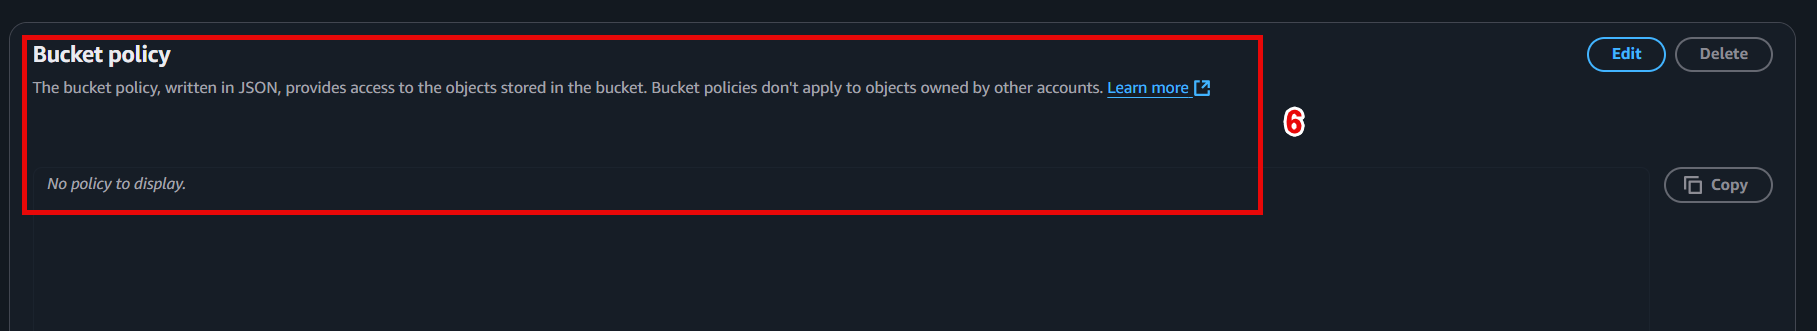 Bucket policy
Edit
Delete
The bucket policy, written in JSON, provides access to the objects stored in the bucket. Bucket policies don't apply to objects owned by other accounts. Learn more
6
No policy to display.
Copy